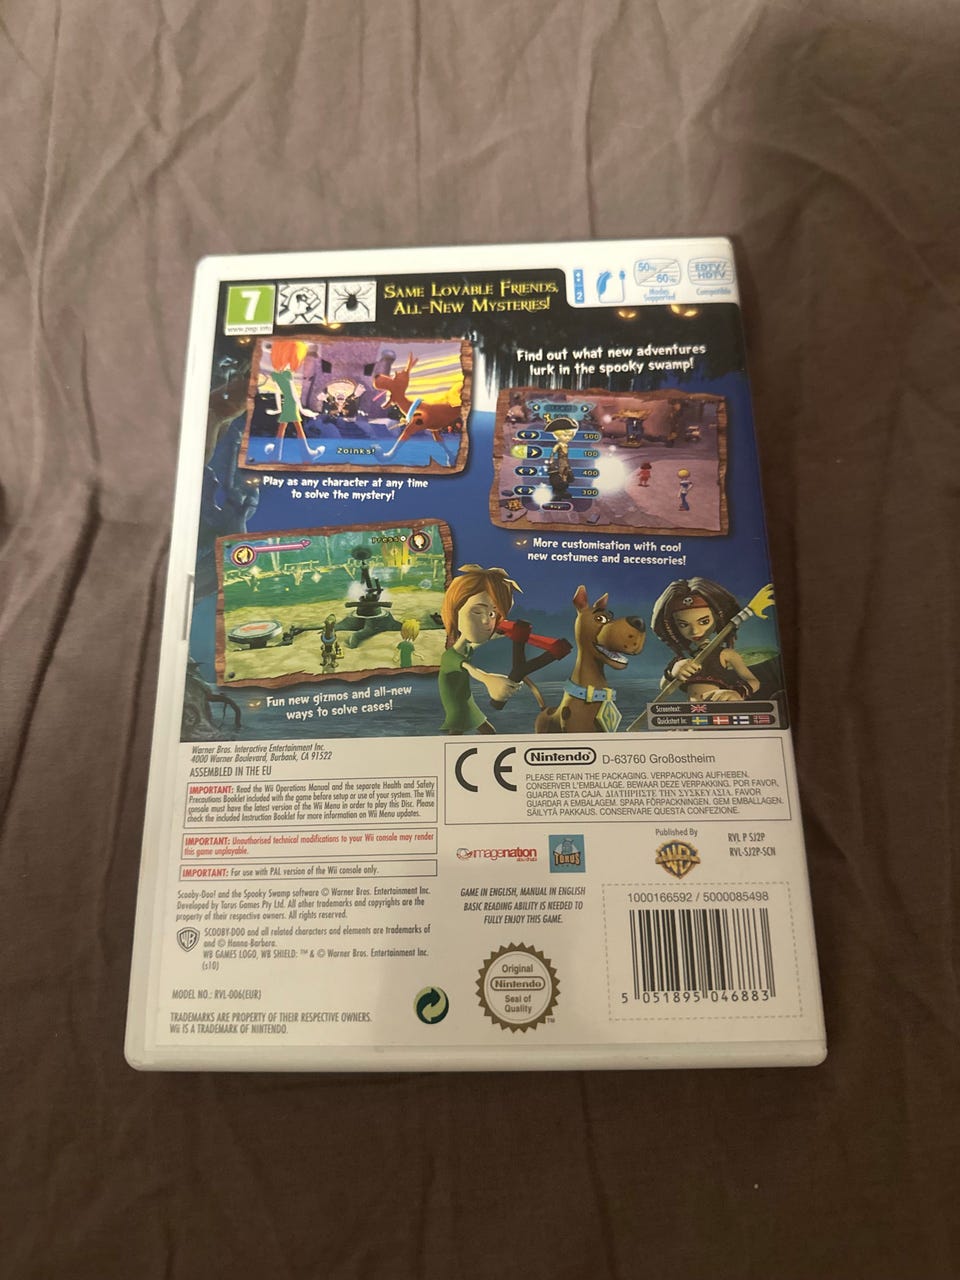 7
www.pegi.info
SAME LOVABLE FRIENDS,
ALL-NEW MYSTERIES!
1-2
50Hz
60Hz
Modes
Supported
EDTV/
HDTV
Compatible
Find out what new adventures
lurk in the spooky swamp!
Zoinks!
500
100
400
300
Play as any character at any time
to solve the mystery!
More customisation with cool
new costumes and accessories!
Press
Fun new gizmos and all-new
ways to solve cases!
Screentext:
Quickstart in:
Warner Bros. Interactive Entertainment Inc.
4000 Warner Boulevard, Burbank, CA 91522
ASSEMBLED IN THE EU
IMPORTANT: Read the Wii Operations Manual and the separate Health and Safety
Precautions Booklet included with the game before setup or use of your system. The Wii
console must have the latest version of the Wii Menu in order to play this Disc. Please
check the included Instruction Booklet for more information on Wii Menu updates.
IMPORTANT: Unauthorised technical modifications to your Wii console may render
this game unplayable.
IMPORTANT: For use with PAL version of the Wii console only.
Scooby-Doo! and the Spooky Swamp software © Warner Bros. Entertainment Inc.
Developed by Torus Games Pty Ltd. All other trademarks and copyrights are the
property of their respective owners. All rights reserved.
WB
SCOOBY-DOO and all related characters and elements are trademarks of
and © Hanna-Barbera.
WB GAMES LOGO, WB SHIELD: ™ & © Warner Bros. Entertainment Inc.
(s10)
MODEL NO.: RVL-006(EUR)
TRADEMARKS ARE PROPERTY OF THEIR RESPECTIVE OWNERS.
Wii IS A TRADEMARK OF NINTENDO.
CE
Nintendo®
D-63760 Großostheim
PLEASE RETAIN THE PACKAGING. VERPACKUNG AUFHEBEN.
CONSERVER L'EMBALLAGE. BEWAAR DEZE VERPAKKING. POR FAVOR,
GUARDA ESTA CAJA. ΔΙΑΤΗΡΗΣΤΕ ΤΗΝ ΣΥΣΚΕΥΑΣΙΑ. FAVOR
GUARDAR A EMBALAGEM. SPARA FÖRPACKNINGEN. GEM EMBALLAGEN.
SÄILYTÄ PAKKAUS. CONSERVARE QUESTA CONFEZIONE.
imagenation
abu dhabi
TORUS
Published By
WB
RVL P SJ2P
RVL-SJ2P-SCN
GAME IN ENGLISH, MANUAL IN ENGLISH
BASIC READING ABILITY IS NEEDED TO
FULLY ENJOY THIS GAME.
Original
Nintendo
Seal of
Quality
TM
1000166592 / 5000085498
5 051895 046883